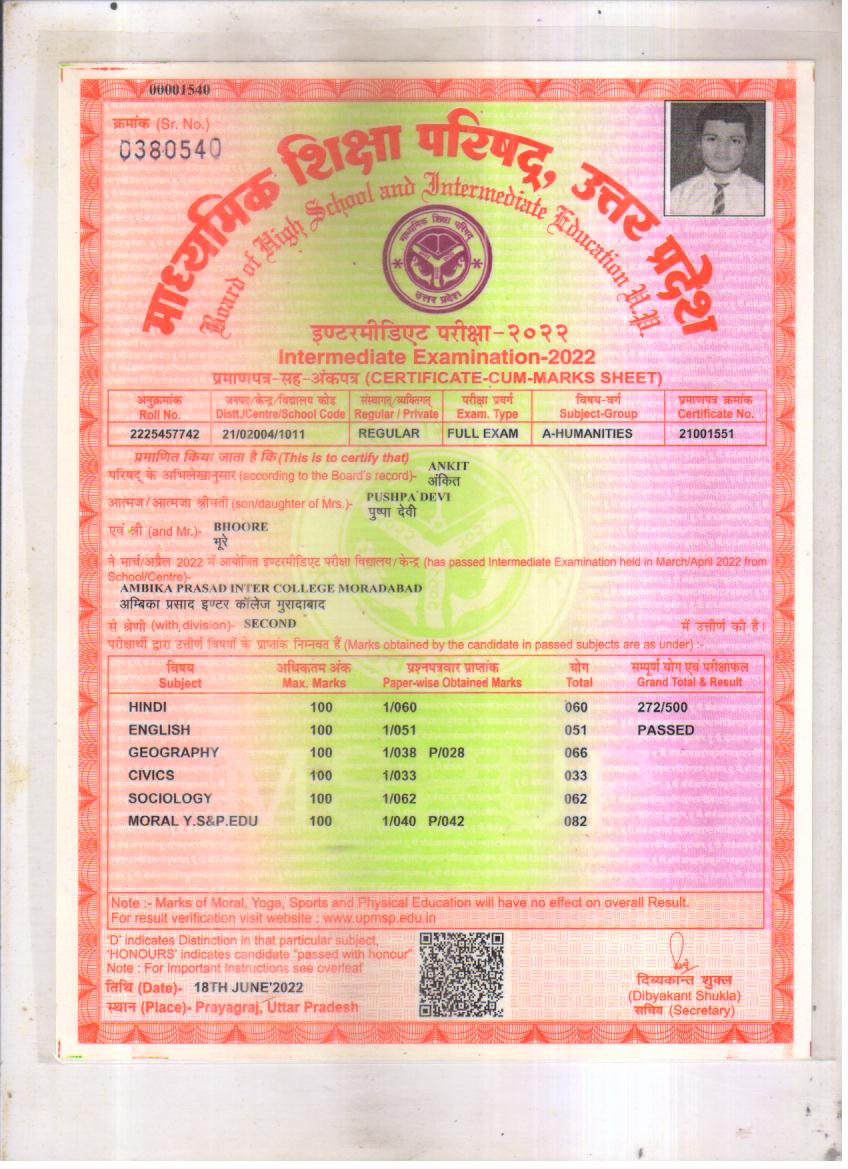 00001540
क्रमांक (Sr. No.)
0380540
माध्यमिक शिक्षा परिषद्, उत्तर प्रदेश
Board of High School and Intermediate Education U.P.
माध्यमिक शिक्षा परिषद्
उत्तर प्रदेश
इण्टरमीडिएट परीक्षा-२०२२
Intermediate Examination-2022
प्रमाणपत्र-सह-अंकपत्र (CERTIFICATE-CUM-MARKS SHEET)
अनुक्रमांक जनपद/केन्द्र/विद्यालय कोड संस्थागत/व्यक्तिगत परीक्षा प्रवर्ग विषय-वर्ग प्रमाणपत्र क्रमांक
Roll No. Distt./Centre/School Code Regular / Private Exam. Type Subject-Group Certificate No.
2225457742 21/02004/1011 REGULAR FULL EXAM A-HUMANITIES 21001551
प्रमाणित किया जाता है कि (This is to certify that)
परिषद् के अभिलेखानुसार (according to the Board's record)- ANKIT
अंकित
आत्मज/आत्मजा श्रीमती (son/daughter of Mrs.)- PUSHPA DEVI
पुष्पा देवी
एवं श्री (and Mr.)- BHOORE
भूरे
ने मार्च/अप्रैल 2022 में आयोजित इण्टरमीडिएट परीक्षा विद्यालय/केन्द्र (has passed Intermediate Examination held in March/April 2022 from
School/Centre)-
AMBIKA PRASAD INTER COLLEGE MORADABAD
अम्बिका प्रसाद इण्टर कॉलेज मुरादाबाद
से श्रेणी (with division)- SECOND में उत्तीर्ण की है।
परीक्षार्थी द्वारा उत्तीर्ण विषयों के प्राप्तांक निम्नवत हैं (Marks obtained by the candidate in passed subjects are as under) :-
विषय अधिकतम अंक प्रश्नपत्रवार प्राप्तांक योग सम्पूर्ण योग एवं परीक्षाफल
Subject Max. Marks Paper-wise Obtained Marks Total Grand Total & Result
HINDI 100 1/060 060 272/500
ENGLISH 100 1/051 051 PASSED
GEOGRAPHY 100 1/038 P/028 066
CIVICS 100 1/033 033
SOCIOLOGY 100 1/062 062
MORAL Y.S&P.EDU 100 1/040 P/042 082
Note :- Marks of Moral, Yoga, Sports and Physical Education will have no effect on overall Result.
For result verification visit website : www.upmsp.edu.in
'D' indicates Distinction in that particular subject,
'HONOURS' indicates candidate "passed with honour"
Note : For Important Instructions see overleaf
तिथि (Date)- 18TH JUNE'2022
स्थान (Place)- Prayagraj, Uttar Pradesh
दिव्यकान्त शुक्ल
(Dibyakant Shukla)
सचिव (Secretary)